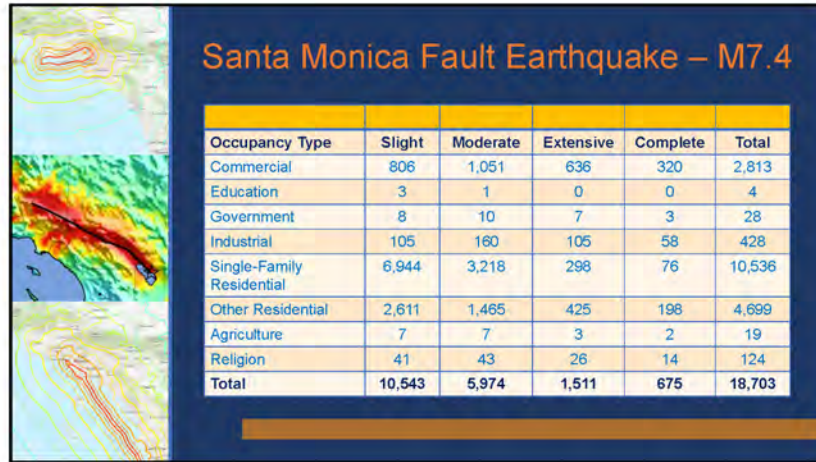 Santa Monica Fault Earthquake – M7.4
Occupancy Type Slight Moderate Extensive Complete Total
Commercial 806 1,051 636 320 2,813
Education 3 1 0 0 4
Government 8 10 7 3 28
Industrial 105 160 105 58 428
Single-Family 6,944 3,218 298 76 10,536
Residential
Other Residential 2,611 1,465 425 198 4,699
Agriculture 7 7 3 2 19
Religion 41 43 26 14 124
Total 10,543 5,974 1,511 675 18,703